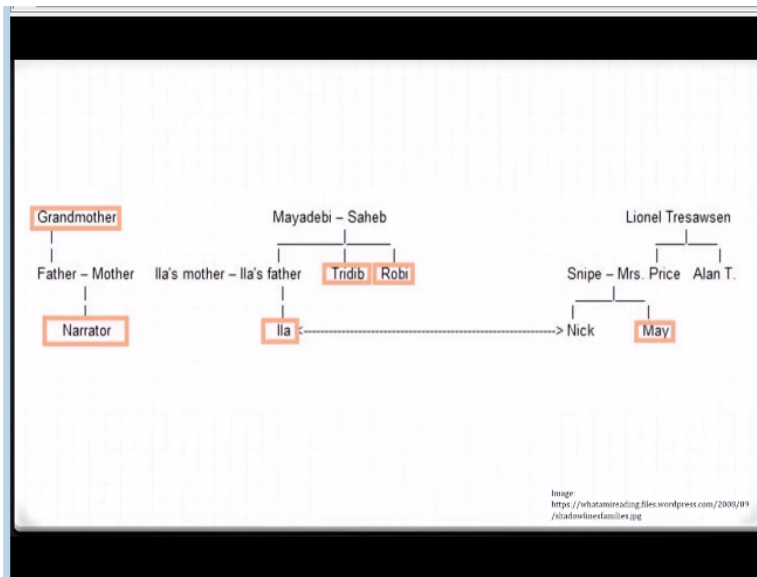 Grandmother Mayadebi – Saheb Lionel Tresawsen
Father – Mother Ila's mother – Ila's father Tridib Robi Snipe – Mrs. Price Alan T.
Narrator Ila <-----------------------------------------------> Nick May
Image:
https://whatamireading.files.wordpress.com/2008/09
/shadowlinesfamilies.jpg